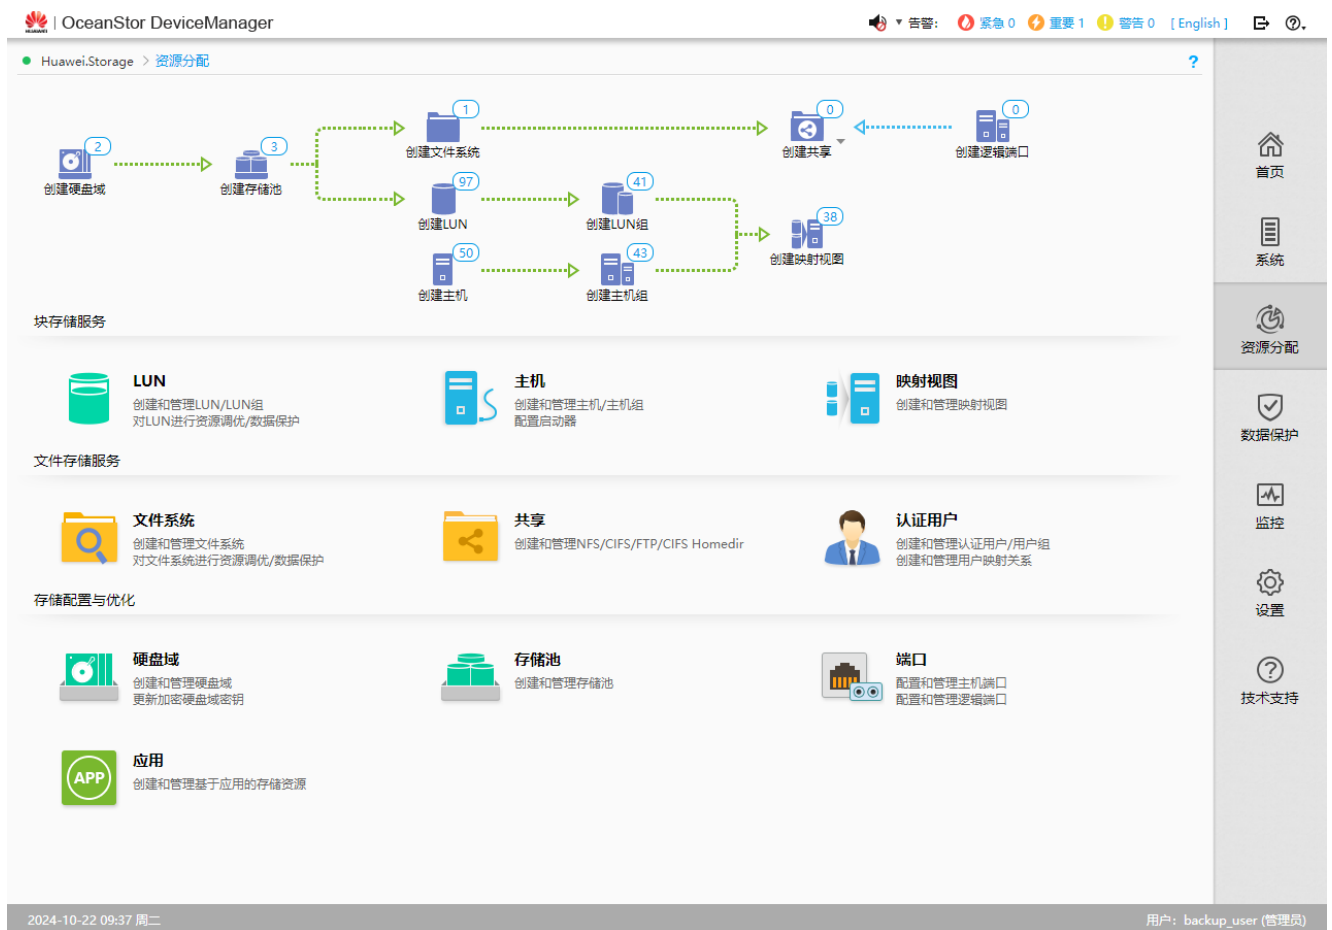 HUAWEI
OceanStor DeviceManager
告警: 紧急 0 重要 1 警告 0 [ English ]
Huawei.Storage > 资源分配
?
2
创建硬盘域
3
创建存储池
1
创建文件系统
0
创建共享
0
创建逻辑端口
97
创建LUN
41
创建LUN组
38
创建映射视图
50
创建主机
43
创建主机组
块存储服务
LUN
创建和管理LUN/LUN组
对LUN进行资源调优/数据保护
主机
创建和管理主机/主机组
配置启动器
映射视图
创建和管理映射视图
文件存储服务
文件系统
创建和管理文件系统
对文件系统进行资源调优/数据保护
共享
创建和管理NFS/CIFS/FTP/CIFS Homedir
认证用户
创建和管理认证用户/用户组
创建和管理用户映射关系
存储配置与优化
硬盘域
创建和管理硬盘域
更新加密硬盘域密钥
存储池
创建和管理存储池
端口
配置和管理主机端口
配置和管理逻辑端口
APP
应用
创建和管理基于应用的存储资源
首页
系统
资源分配
数据保护
监控
设置
技术支持
2024-10-22 09:37 周二
用户: backup_user (管理员)